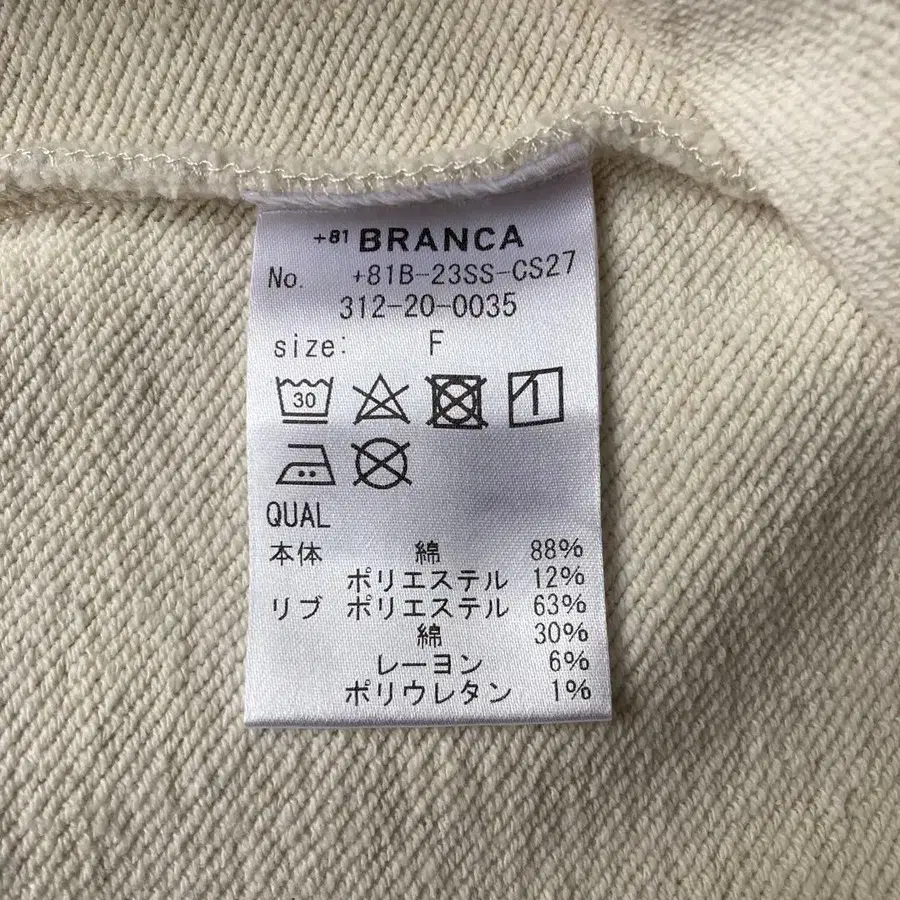 +81 BRANCA
No. +81B-23SS-CS27
312-20-0035
size: F
30
QUAL
本体 綿 88%
ポリエステル 12%
リブ ポリエステル 63%
綿 30%
レーヨン 6%
ポリウレタン 1%